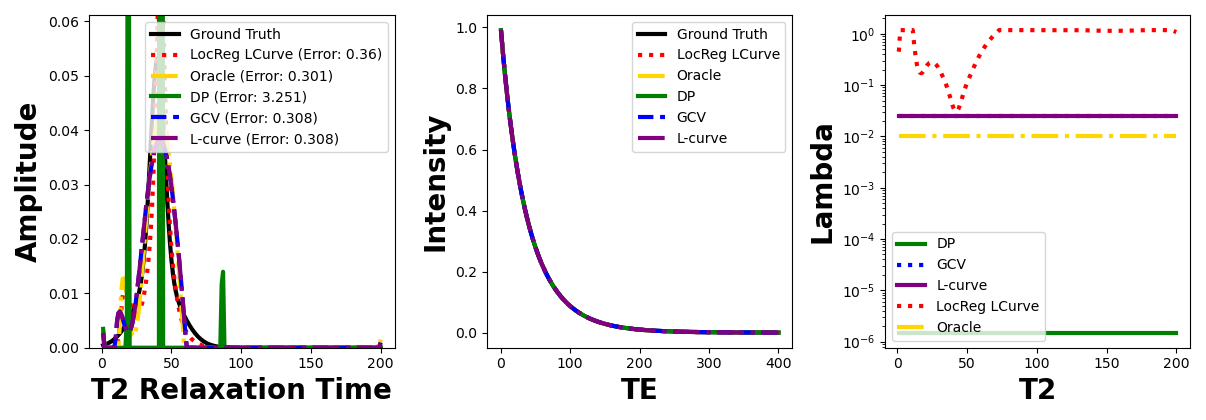 Amplitude
0.06
0.05
0.04
0.03
0.02
0.01
0.00
0
50
100
150
200
T2 Relaxation Time
Ground Truth
LocReg LCurve (Error: 0.36)
Oracle (Error: 0.301)
DP (Error: 3.251)
GCV (Error: 0.308)
L-curve (Error: 0.308)
Intensity
1.0
0.8
0.6
0.4
0.2
0.0
0
100
200
300
400
TE
Ground Truth
LocReg LCurve
Oracle
DP
GCV
L-curve
Lambda
10⁰
10⁻¹
10⁻²
10⁻³
10⁻⁴
10⁻⁵
10⁻⁶
0
50
100
150
200
T2
DP
GCV
L-curve
LocReg LCurve
Oracle